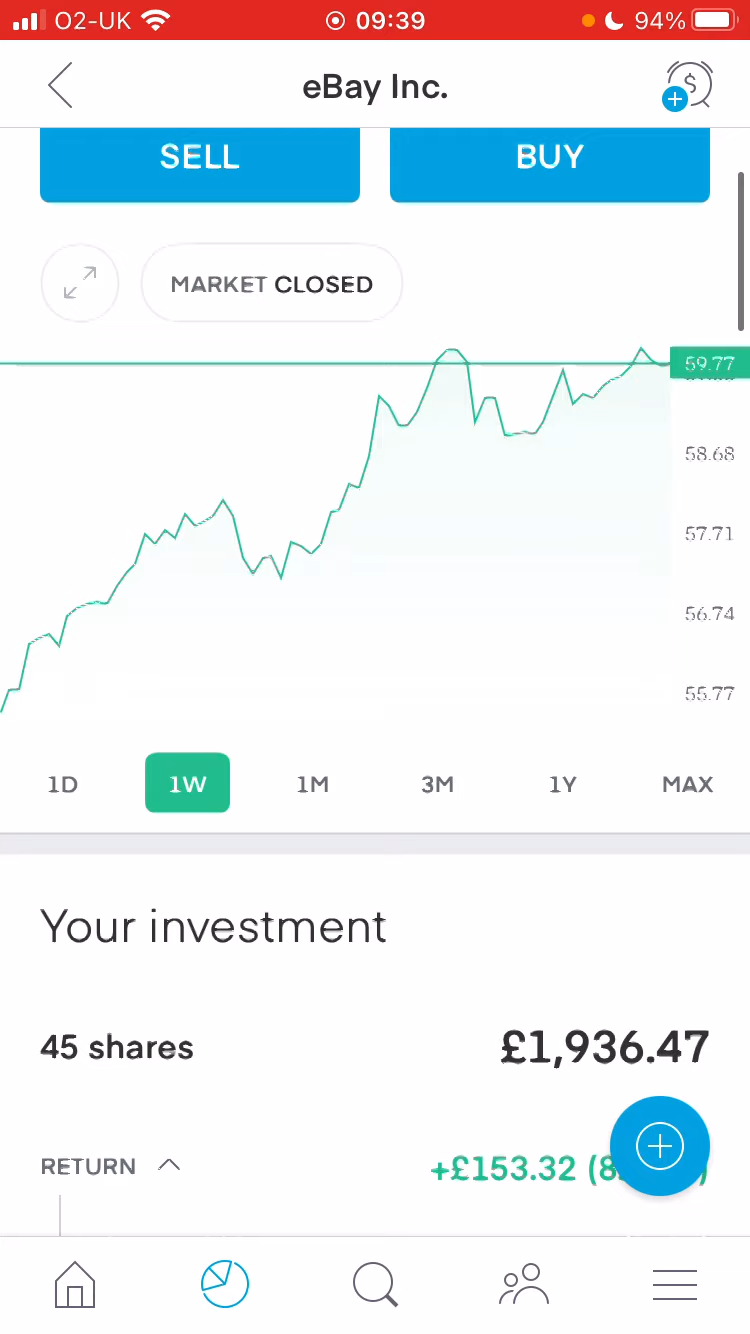 O2-UK 09:39 94%
eBay Inc.
SELL BUY
MARKET CLOSED
59.77
58.68
57.71
56.74
55.77
1D 1W 1M 3M 1Y MAX
Your investment
45 shares £1,936.47
RETURN +£153.32